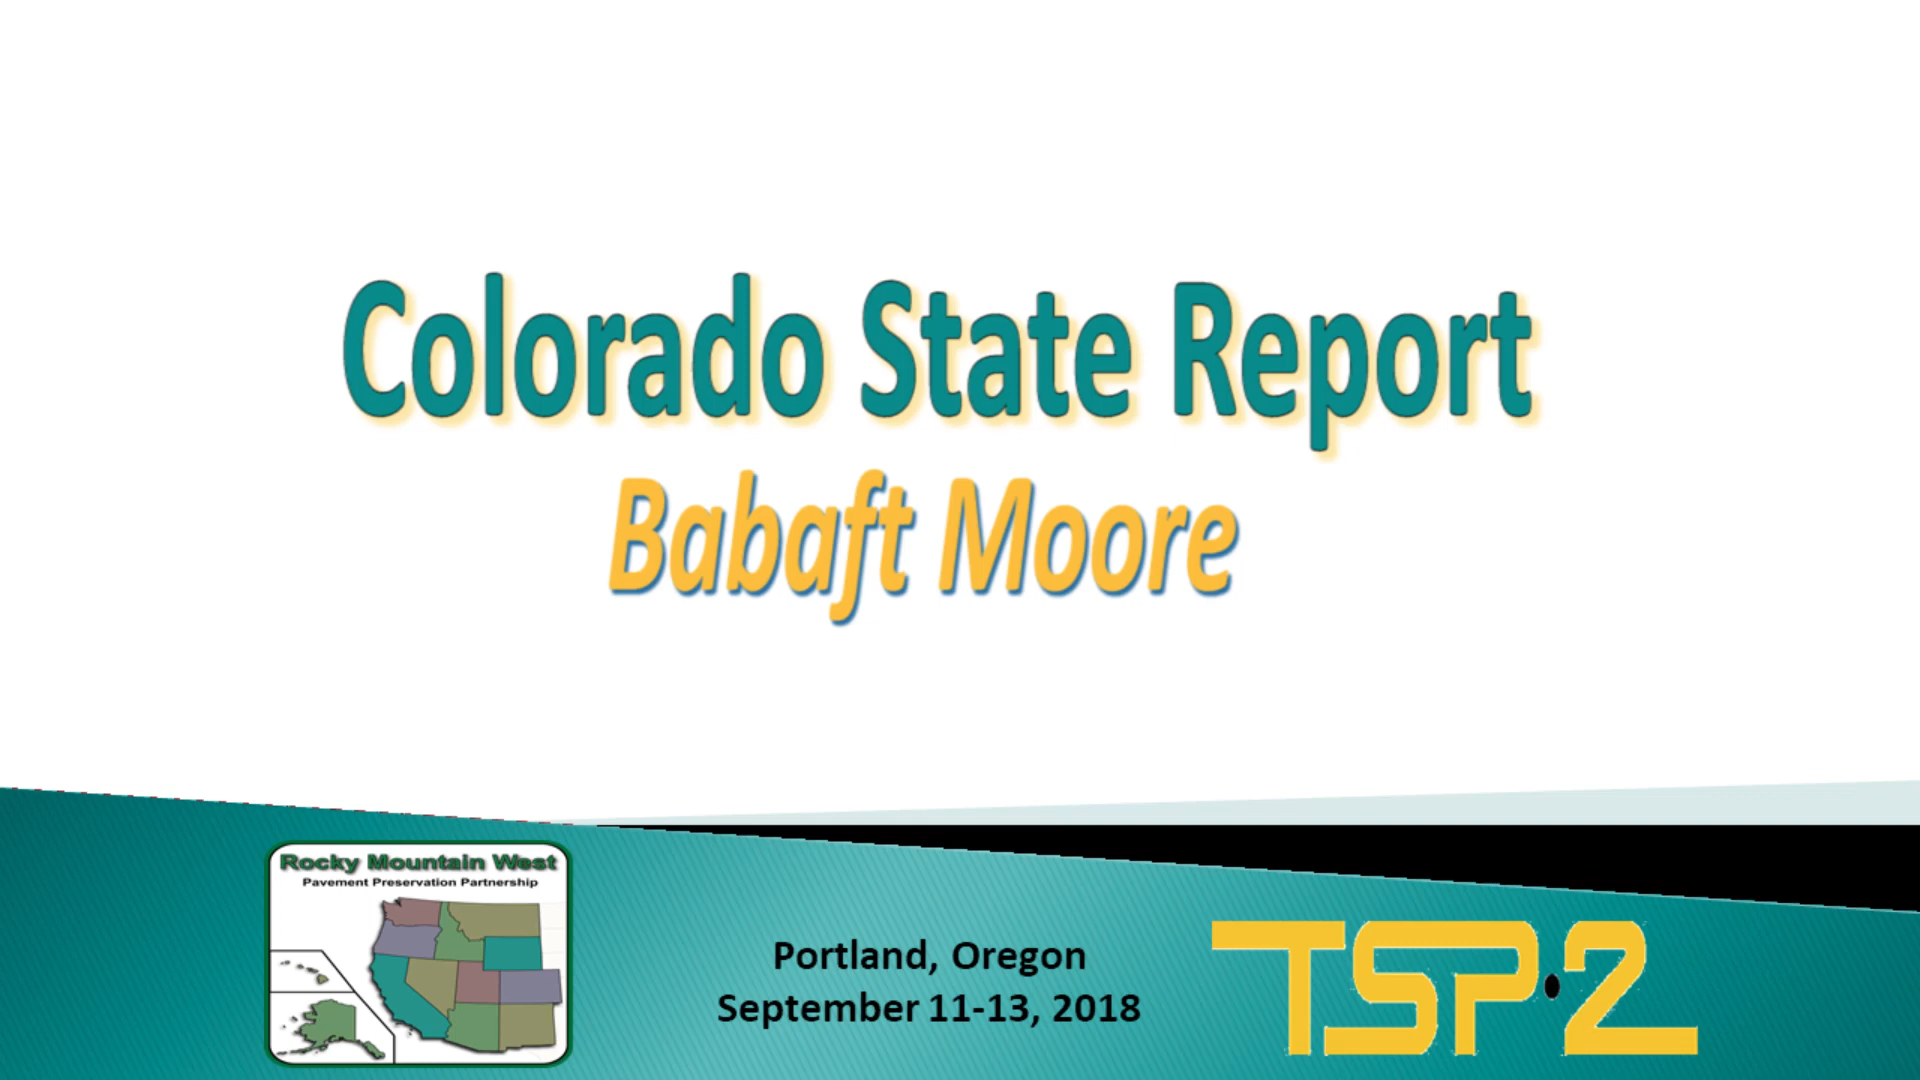 Colorado State Report
Babaft Moore
Rocky Mountain West
Pavement Preservation Partnership
Portland, Oregon
September 11-13, 2018
TSP·2